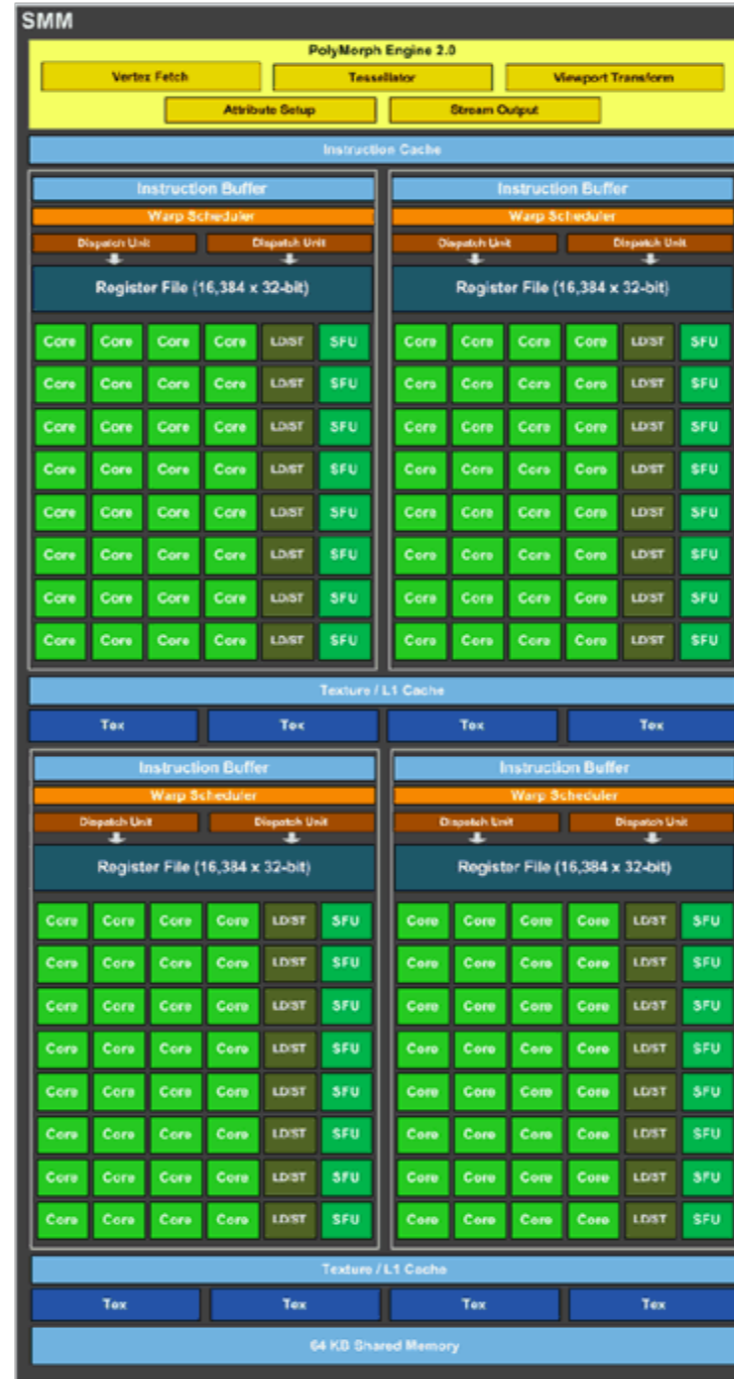 SMM
PolyMorph Engine 2.0
Vertex Fetch Tessellator Viewport Transform
Attribute Setup Stream Output
Instruction Cache
Instruction Buffer Instruction Buffer
Warp Scheduler Warp Scheduler
Dispatch Unit Dispatch Unit Dispatch Unit Dispatch Unit
Register File (16,384 x 32-bit) Register File (16,384 x 32-bit)
Core Core Core Core LD/ST SFU Core Core Core Core LD/ST SFU
Core Core Core Core LD/ST SFU Core Core Core Core LD/ST SFU
Core Core Core Core LD/ST SFU Core Core Core Core LD/ST SFU
Core Core Core Core LD/ST SFU Core Core Core Core LD/ST SFU
Core Core Core Core LD/ST SFU Core Core Core Core LD/ST SFU
Core Core Core Core LD/ST SFU Core Core Core Core LD/ST SFU
Core Core Core Core LD/ST SFU Core Core Core Core LD/ST SFU
Core Core Core Core LD/ST SFU Core Core Core Core LD/ST SFU
Texture / L1 Cache
Tex Tex Tex Tex
Instruction Buffer Instruction Buffer
Warp Scheduler Warp Scheduler
Dispatch Unit Dispatch Unit Dispatch Unit Dispatch Unit
Register File (16,384 x 32-bit) Register File (16,384 x 32-bit)
Core Core Core Core LD/ST SFU Core Core Core Core LD/ST SFU
Core Core Core Core LD/ST SFU Core Core Core Core LD/ST SFU
Core Core Core Core LD/ST SFU Core Core Core Core LD/ST SFU
Core Core Core Core LD/ST SFU Core Core Core Core LD/ST SFU
Core Core Core Core LD/ST SFU Core Core Core Core LD/ST SFU
Core Core Core Core LD/ST SFU Core Core Core Core LD/ST SFU
Core Core Core Core LD/ST SFU Core Core Core Core LD/ST SFU
Core Core Core Core LD/ST SFU Core Core Core Core LD/ST SFU
Texture / L1 Cache
Tex Tex Tex Tex
64 KB Shared Memory